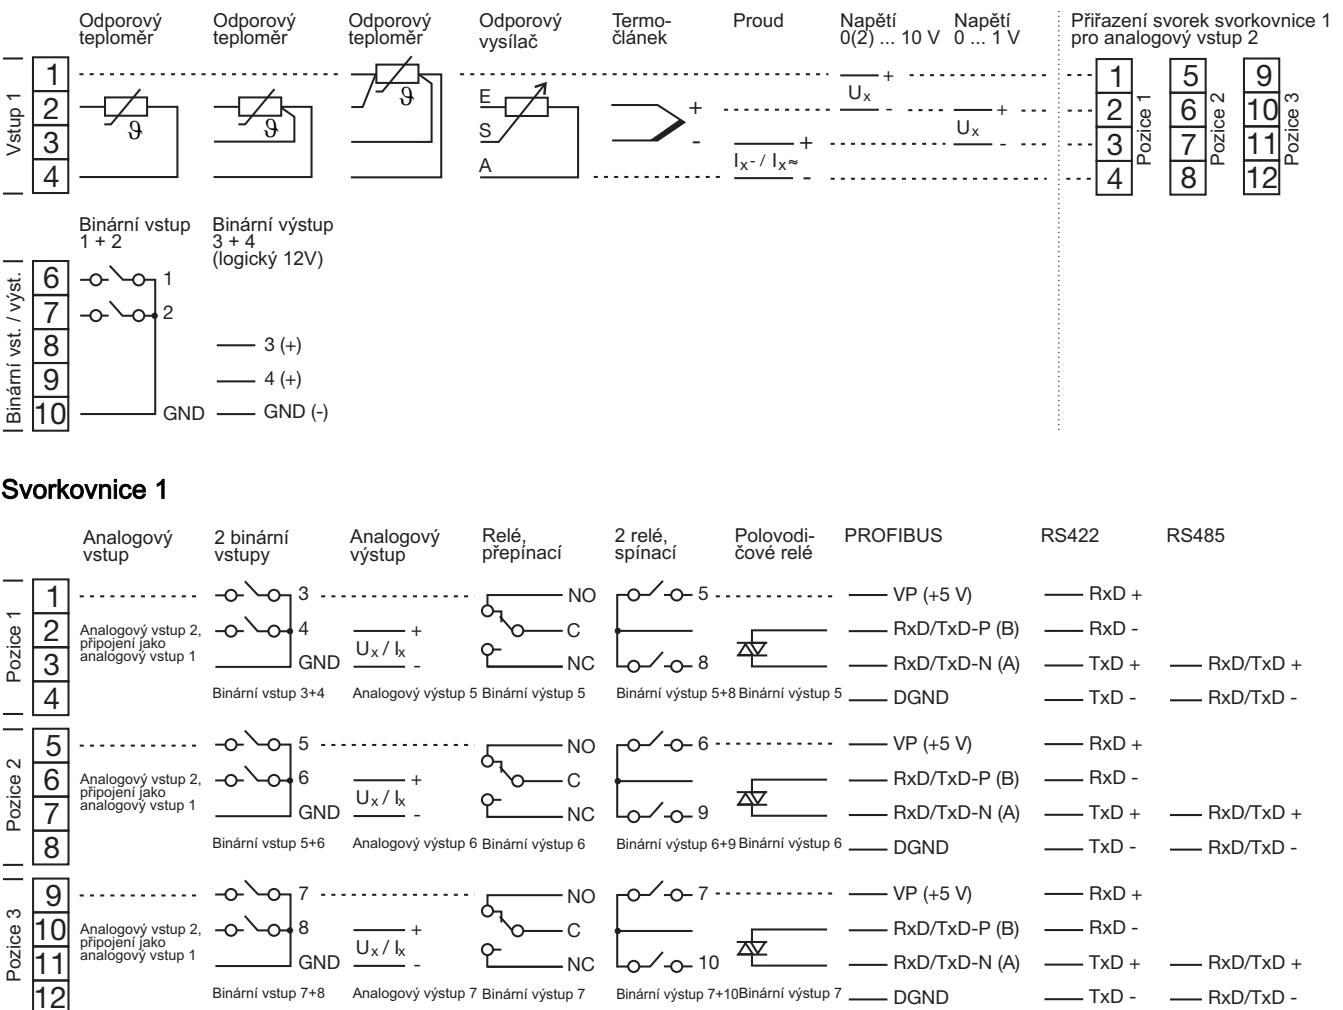 Odporový
teploměr
Odporový
teploměr
Odporový
teploměr
Odporový
vysílač
Termo-
článek
Proud
Napětí
0(2) ... 10 V
Napětí
0 ... 1 V
Přiřazení svorek svorkovnice 1
pro analogový vstup 2
Vstup 1
1
2
3
4
ϑ
ϑ
ϑ
E
S
A
+
-
Ix- / Ix≈
+
-
+
Ux
-
+
Ux
-
1
2
3
4
Pozice 1
5
6
7
8
Pozice 2
9
10
11
12
Pozice 3
Binární vstup
1 + 2
Binární výstup
3 + 4
(logický 12V)
Binární vst. / výst.
6
7
8
9
10
1
2
GND
3 (+)
4 (+)
GND (-)
Svorkovnice 1
Analogový
vstup
2 binární
vstupy
Analogový
výstup
Relé,
přepínací
2 relé,
spínací
Polovodi-
čové relé
PROFIBUS
RS422
RS485
Pozice 1
1
2
3
4
Analogový vstup 2,
připojení jako
analogový vstup 1
3
4
GND
Binární vstup 3+4
+
Ux / Ix
-
Analogový výstup 5
NO
C
NC
Binární výstup 5
5
8
Binární výstup 5+8
Binární výstup 5
VP (+5 V)
RxD/TxD-P (B)
RxD/TxD-N (A)
DGND
RxD +
RxD -
TxD +
TxD -
RxD/TxD +
RxD/TxD -
Pozice 2
5
6
7
8
Analogový vstup 2,
připojení jako
analogový vstup 1
5
6
GND
Binární vstup 5+6
+
Ux / Ix
-
Analogový výstup 6
NO
C
NC
Binární výstup 6
6
9
Binární výstup 6+9
Binární výstup 6
VP (+5 V)
RxD/TxD-P (B)
RxD/TxD-N (A)
DGND
RxD +
RxD -
TxD +
TxD -
RxD/TxD +
RxD/TxD -
Pozice 3
9
10
11
12
Analogový vstup 2,
připojení jako
analogový vstup 1
7
8
GND
Binární vstup 7+8
+
Ux / Ix
-
Analogový výstup 7
NO
C
NC
Binární výstup 7
7
10
Binární výstup 7+10
Binární výstup 7
VP (+5 V)
RxD/TxD-P (B)
RxD/TxD-N (A)
DGND
RxD +
RxD -
TxD +
TxD -
RxD/TxD +
RxD/TxD -